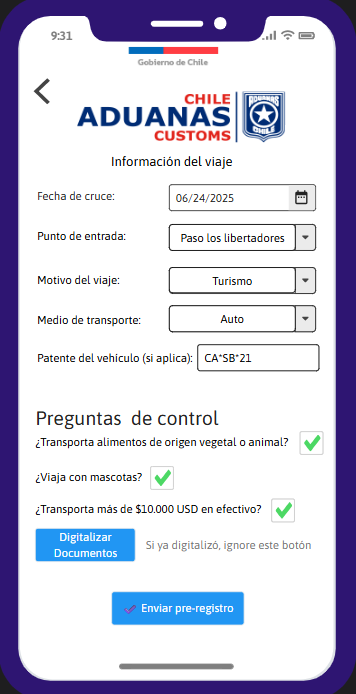 9:31
Gobierno de Chile
CHILE
ADUANAS
CUSTOMS
ADUANAS
CHILE
Información del viaje
Fecha de cruce: 06/24/2025
Punto de entrada: Paso los libertadores
Motivo del viaje: Turismo
Medio de transporte: Auto
Patente del vehículo (si aplica): CA*SB*21
Preguntas de control
¿Transporta alimentos de origen vegetal o animal?
¿Viaja con mascotas?
¿Transporta más de $10.000 USD en efectivo?
Digitalizar
Documentos
Si ya digitalizó, ignore este botón
Enviar pre-registro